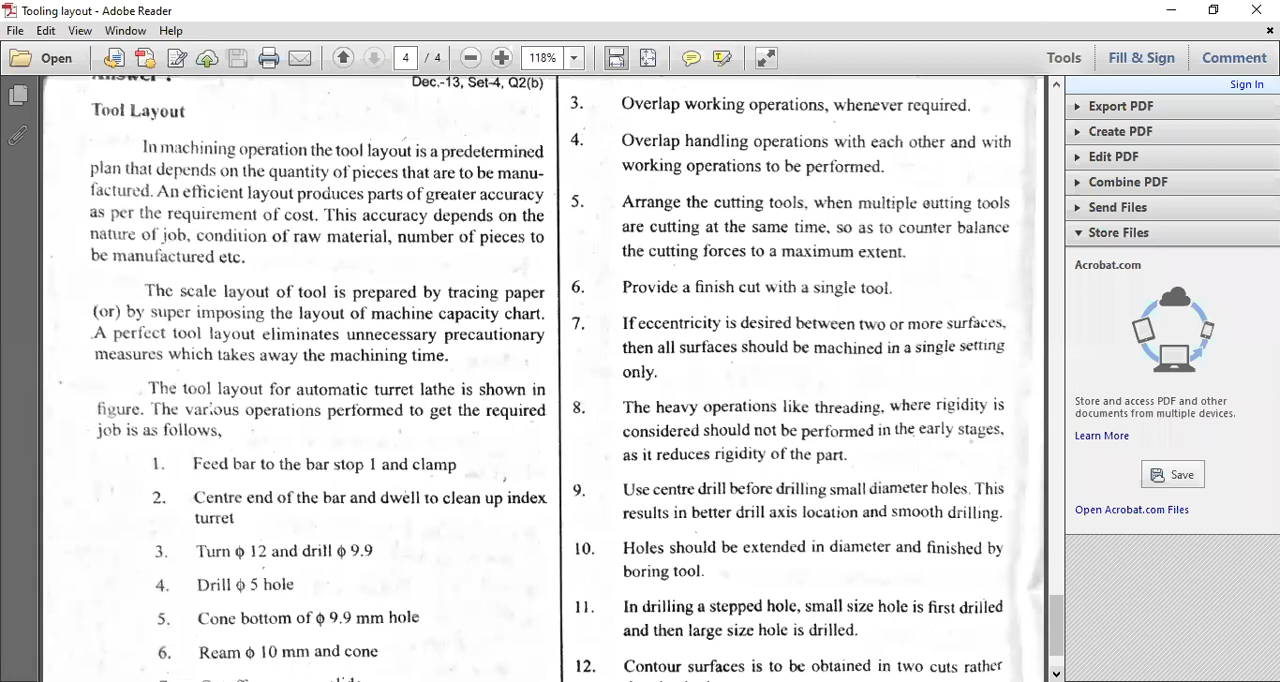 Tooling layout - Adobe Reader
File Edit View Window Help
Open 4 / 4 118% Tools Fill & Sign Comment
Dec.-13, Set-4, Q2(b)
Tool Layout
In machining operation the tool layout is a predetermined
plan that depends on the quantity of pieces that are to be manu-
factured. An efficient layout produces parts of greater accuracy
as per the requirement of cost. This accuracy depends on the
nature of job, condition of raw material, number of pieces to
be manufactured etc.
The scale layout of tool is prepared by tracing paper
(or) by super imposing the layout of machine capacity chart.
A perfect tool layout eliminates unnecessary precautionary
measures which takes away the machining time.
The tool layout for automatic turret lathe is shown in
figure. The various operations performed to get the required
job is as follows,
1. Feed bar to the bar stop 1 and clamp
2. Centre end of the bar and dwell to clean up index
turret
3. Turn ϕ 12 and drill ϕ 9.9
4. Drill ϕ 5 hole
5. Cone bottom of ϕ 9.9 mm hole
6. Ream ϕ 10 mm and cone
3. Overlap working operations, whenever required.
4. Overlap handling operations with each other and with
working operations to be performed.
5. Arrange the cutting tools, when multiple cutting tools
are cutting at the same time, so as to counter balance
the cutting forces to a maximum extent.
6. Provide a finish cut with a single tool.
7. If eccentricity is desired between two or more surfaces,
then all surfaces should be machined in a single setting
only.
8. The heavy operations like threading, where rigidity is
considered should not be performed in the early stages,
as it reduces rigidity of the part.
9. Use centre drill before drilling small diameter holes. This
results in better drill axis location and smooth drilling.
10. Holes should be extended in diameter and finished by
boring tool.
11. In drilling a stepped hole, small size hole is first drilled
and then large size hole is drilled.
12. Contour surfaces is to be obtained in two cuts rather
Sign In
Export PDF
Create PDF
Edit PDF
Combine PDF
Send Files
Store Files
Acrobat.com
Store and access PDF and other
documents from multiple devices.
Learn More
Save
Open Acrobat.com Files